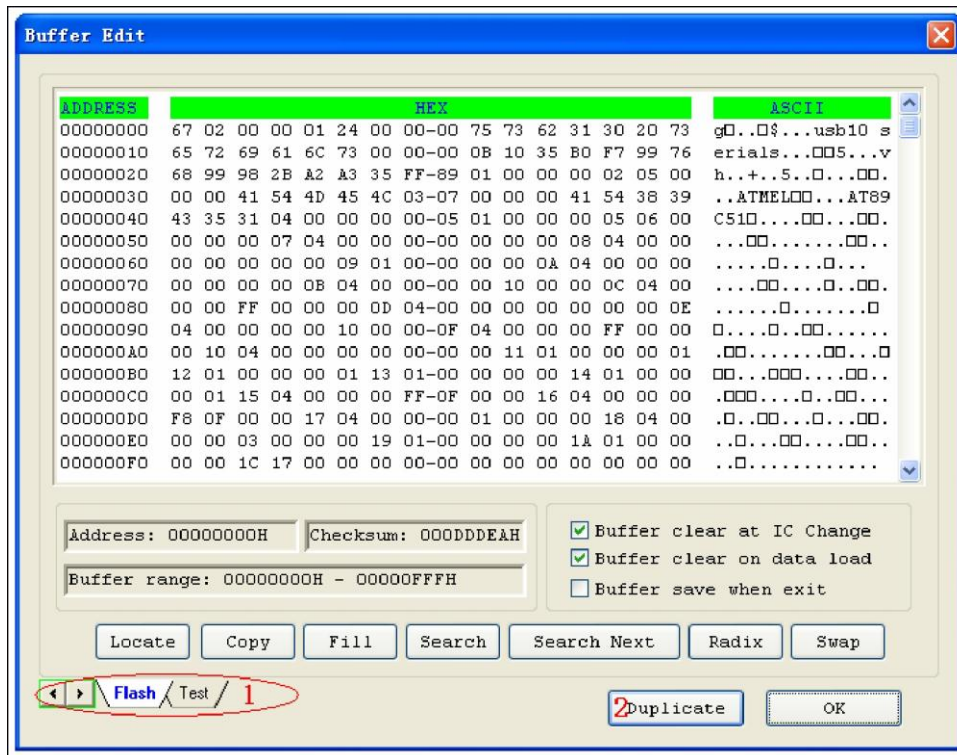 Buffer Edit
ADDRESS HEX ASCII
00000000 67 02 00 00 01 24 00 00-00 75 73 62 31 30 20 73 g□..□$...usb10 s
00000010 65 72 69 61 6C 73 00 00-00 0B 10 35 B0 F7 99 76 erials...□□5...v
00000020 68 99 98 2B A2 A3 35 FF-89 01 00 00 00 02 05 00 h..+..5..□...□□.
00000030 00 00 41 54 4D 45 4C 03-07 00 00 00 41 54 38 39 ..ATMEL□□...AT89
00000040 43 35 31 04 00 00 00 00-05 01 00 00 00 05 06 00 C51□....□□...□□.
00000050 00 00 00 07 04 00 00 00-00 00 00 00 08 04 00 00 ...□□.......□□..
00000060 00 00 00 00 00 09 01 00-00 00 00 0A 04 00 00 00 .....□....□...
00000070 00 00 00 00 0B 04 00 00-00 00 10 00 00 0C 04 00 ....□□....□..□□.
00000080 00 00 FF 00 00 00 0D 04-00 00 00 00 00 00 00 0E ......□.......□
00000090 04 00 00 00 00 10 00 00-0F 04 00 00 00 FF 00 00 □....□..□□......
000000A0 00 10 04 00 00 00 00 00-00 00 11 01 00 00 00 01 .□□.......□□...□
000000B0 12 01 00 00 00 01 13 01-00 00 00 00 14 01 00 00 □□...□□□....□□..
000000C0 00 01 15 04 00 00 00 FF-0F 00 00 16 04 00 00 00 .□□□....□..□□...
000000D0 F8 0F 00 00 17 04 00 00-00 01 00 00 00 18 04 00 .□..□□...□...□□.
000000E0 00 00 03 00 00 00 19 01-00 00 00 00 1A 01 00 00 ..□...□□....□□..
000000F0 00 00 1C 17 00 00 00 00-00 00 00 00 00 00 00 00 ..□.............
Address: 00000000H Checksum: 000DDDEAH
Buffer range: 00000000H - 00000FFFH
Buffer clear at IC Change
Buffer clear on data load
Buffer save when exit
Locate Copy Fill Search Search Next Radix Swap
Flash Test 1
2 Duplicate OK